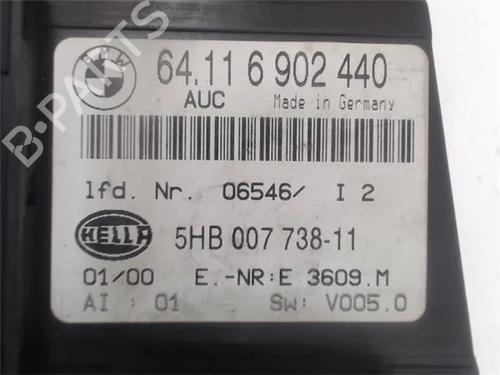 BMW
64.11 6 902 440
AUC Made in Germany
lfd. Nr. 06546/ I 2
HELLA 5HB 007 738-11
01/00 E.-NR:E 3609.M
AI : 01 SW: V005.0
B-PARTS